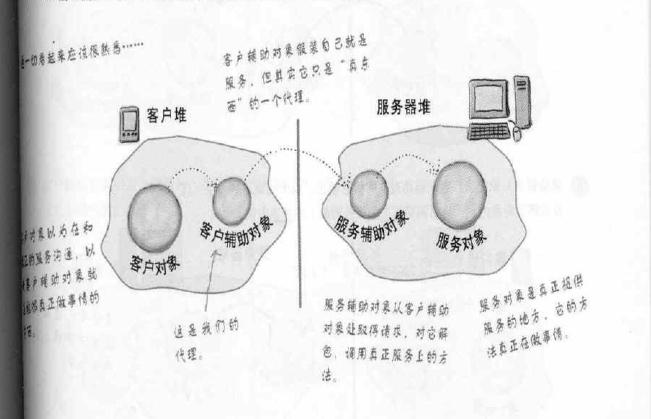 一切看起来应该很熟悉……
客户辅助对象假装自己就是
服务，但其实它只是“真东
西”的一个代理。
客户堆
服务器堆
客户对象
客户辅助对象
服务辅助对象
服务对象
户对象以为在和
正的服务沟通，以
客户辅助对象就
真正做事情的
西。
这是我们的
代理。
服务辅助对象从客户辅助
对象处取得请求，对它解
包，调用真正服务上的方
法。
服务对象是真正提供
服务的地方，它的方
法真正在做事情。